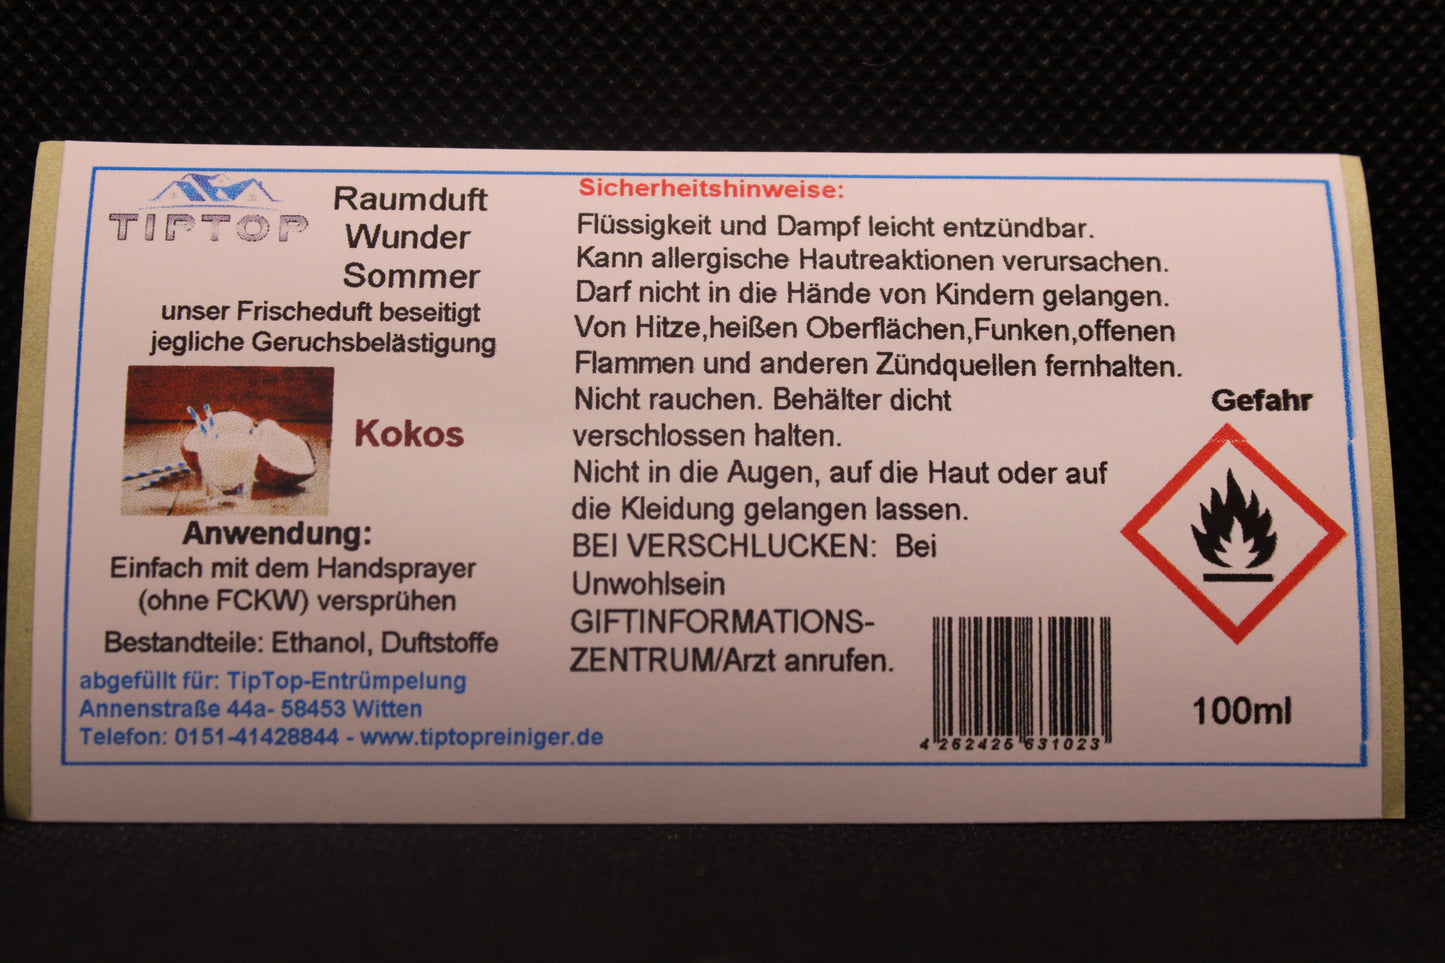 TIPTOP
Raumduft
Wunder
Sommer
unser Frischeduft beseitigt
jegliche Geruchsbelästigung
Kokos
Anwendung:
Einfach mit dem Handsprayer
(ohne FCKW) versprühen
Bestandteile: Ethanol, Duftstoffe
abgefüllt für: TipTop-Entrümpelung
Annenstraße 44a- 58453 Witten
Telefon: 0151-41428844 - www.tiptopreiniger.de
Sicherheitshinweise:
Flüssigkeit und Dampf leicht entzündbar.
Kann allergische Hautreaktionen verursachen.
Darf nicht in die Hände von Kindern gelangen.
Von Hitze,heißen Oberflächen,Funken,offenen
Flammen und anderen Zündquellen fernhalten.
Nicht rauchen. Behälter dicht
verschlossen halten.
Nicht in die Augen, auf die Haut oder auf
die Kleidung gelangen lassen.
BEI VERSCHLUCKEN: Bei
Unwohlsein
GIFTINFORMATIONS-
ZENTRUM/Arzt anrufen.
Gefahr
4 262425 631023
100ml